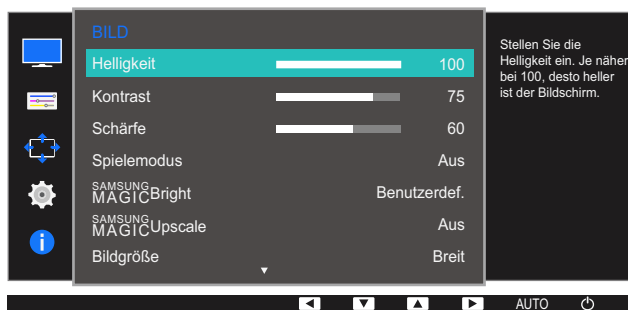 BILD
Helligkeit 100
Kontrast 75
Schärfe 60
Spielemodus Aus
SAMSUNG MAGIC Bright Benutzerdef.
SAMSUNG MAGIC Upscale Aus
Bildgröße Breit
Stellen Sie die
Helligkeit ein. Je näher
bei 100, desto heller
ist der Bildschirm.
AUTO